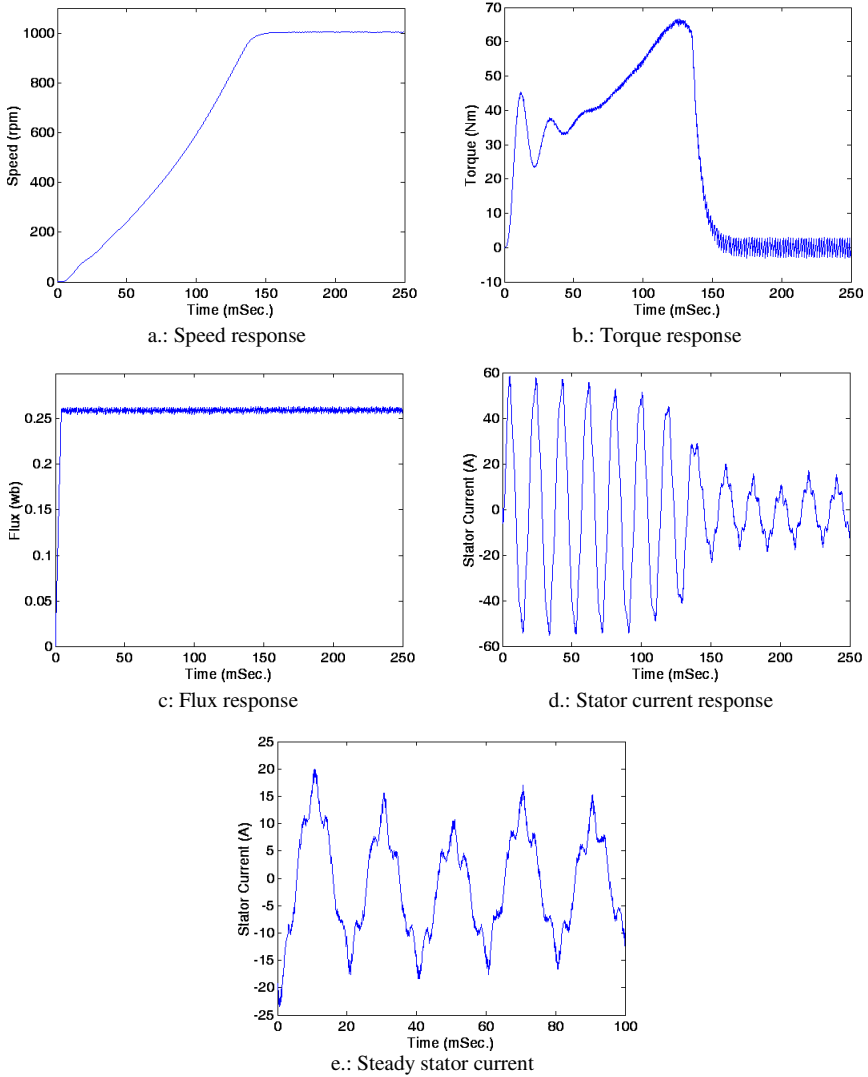 1000
800
600
400
200
0
Speed (rpm)
0 50 100 150 200 250
Time (mSec.)
a.: Speed response
70
60
50
40
30
20
10
0
-10
Torque (Nm)
0 50 100 150 200 250
Time (mSec.)
b.: Torque response
0.25
0.2
0.15
0.1
0.05
0
Flux (wb)
0 50 100 150 200 250
Time (mSec.)
c: Flux response
60
40
20
0
-20
-40
-60
Stator Current (A)
0 50 100 150 200 250
Time (mSec.)
d.: Stator current response
25
20
15
10
5
0
-5
-10
-15
-20
-25
Stator Current (A)
0 20 40 60 80 100
Time (mSec.)
e.: Steady stator current